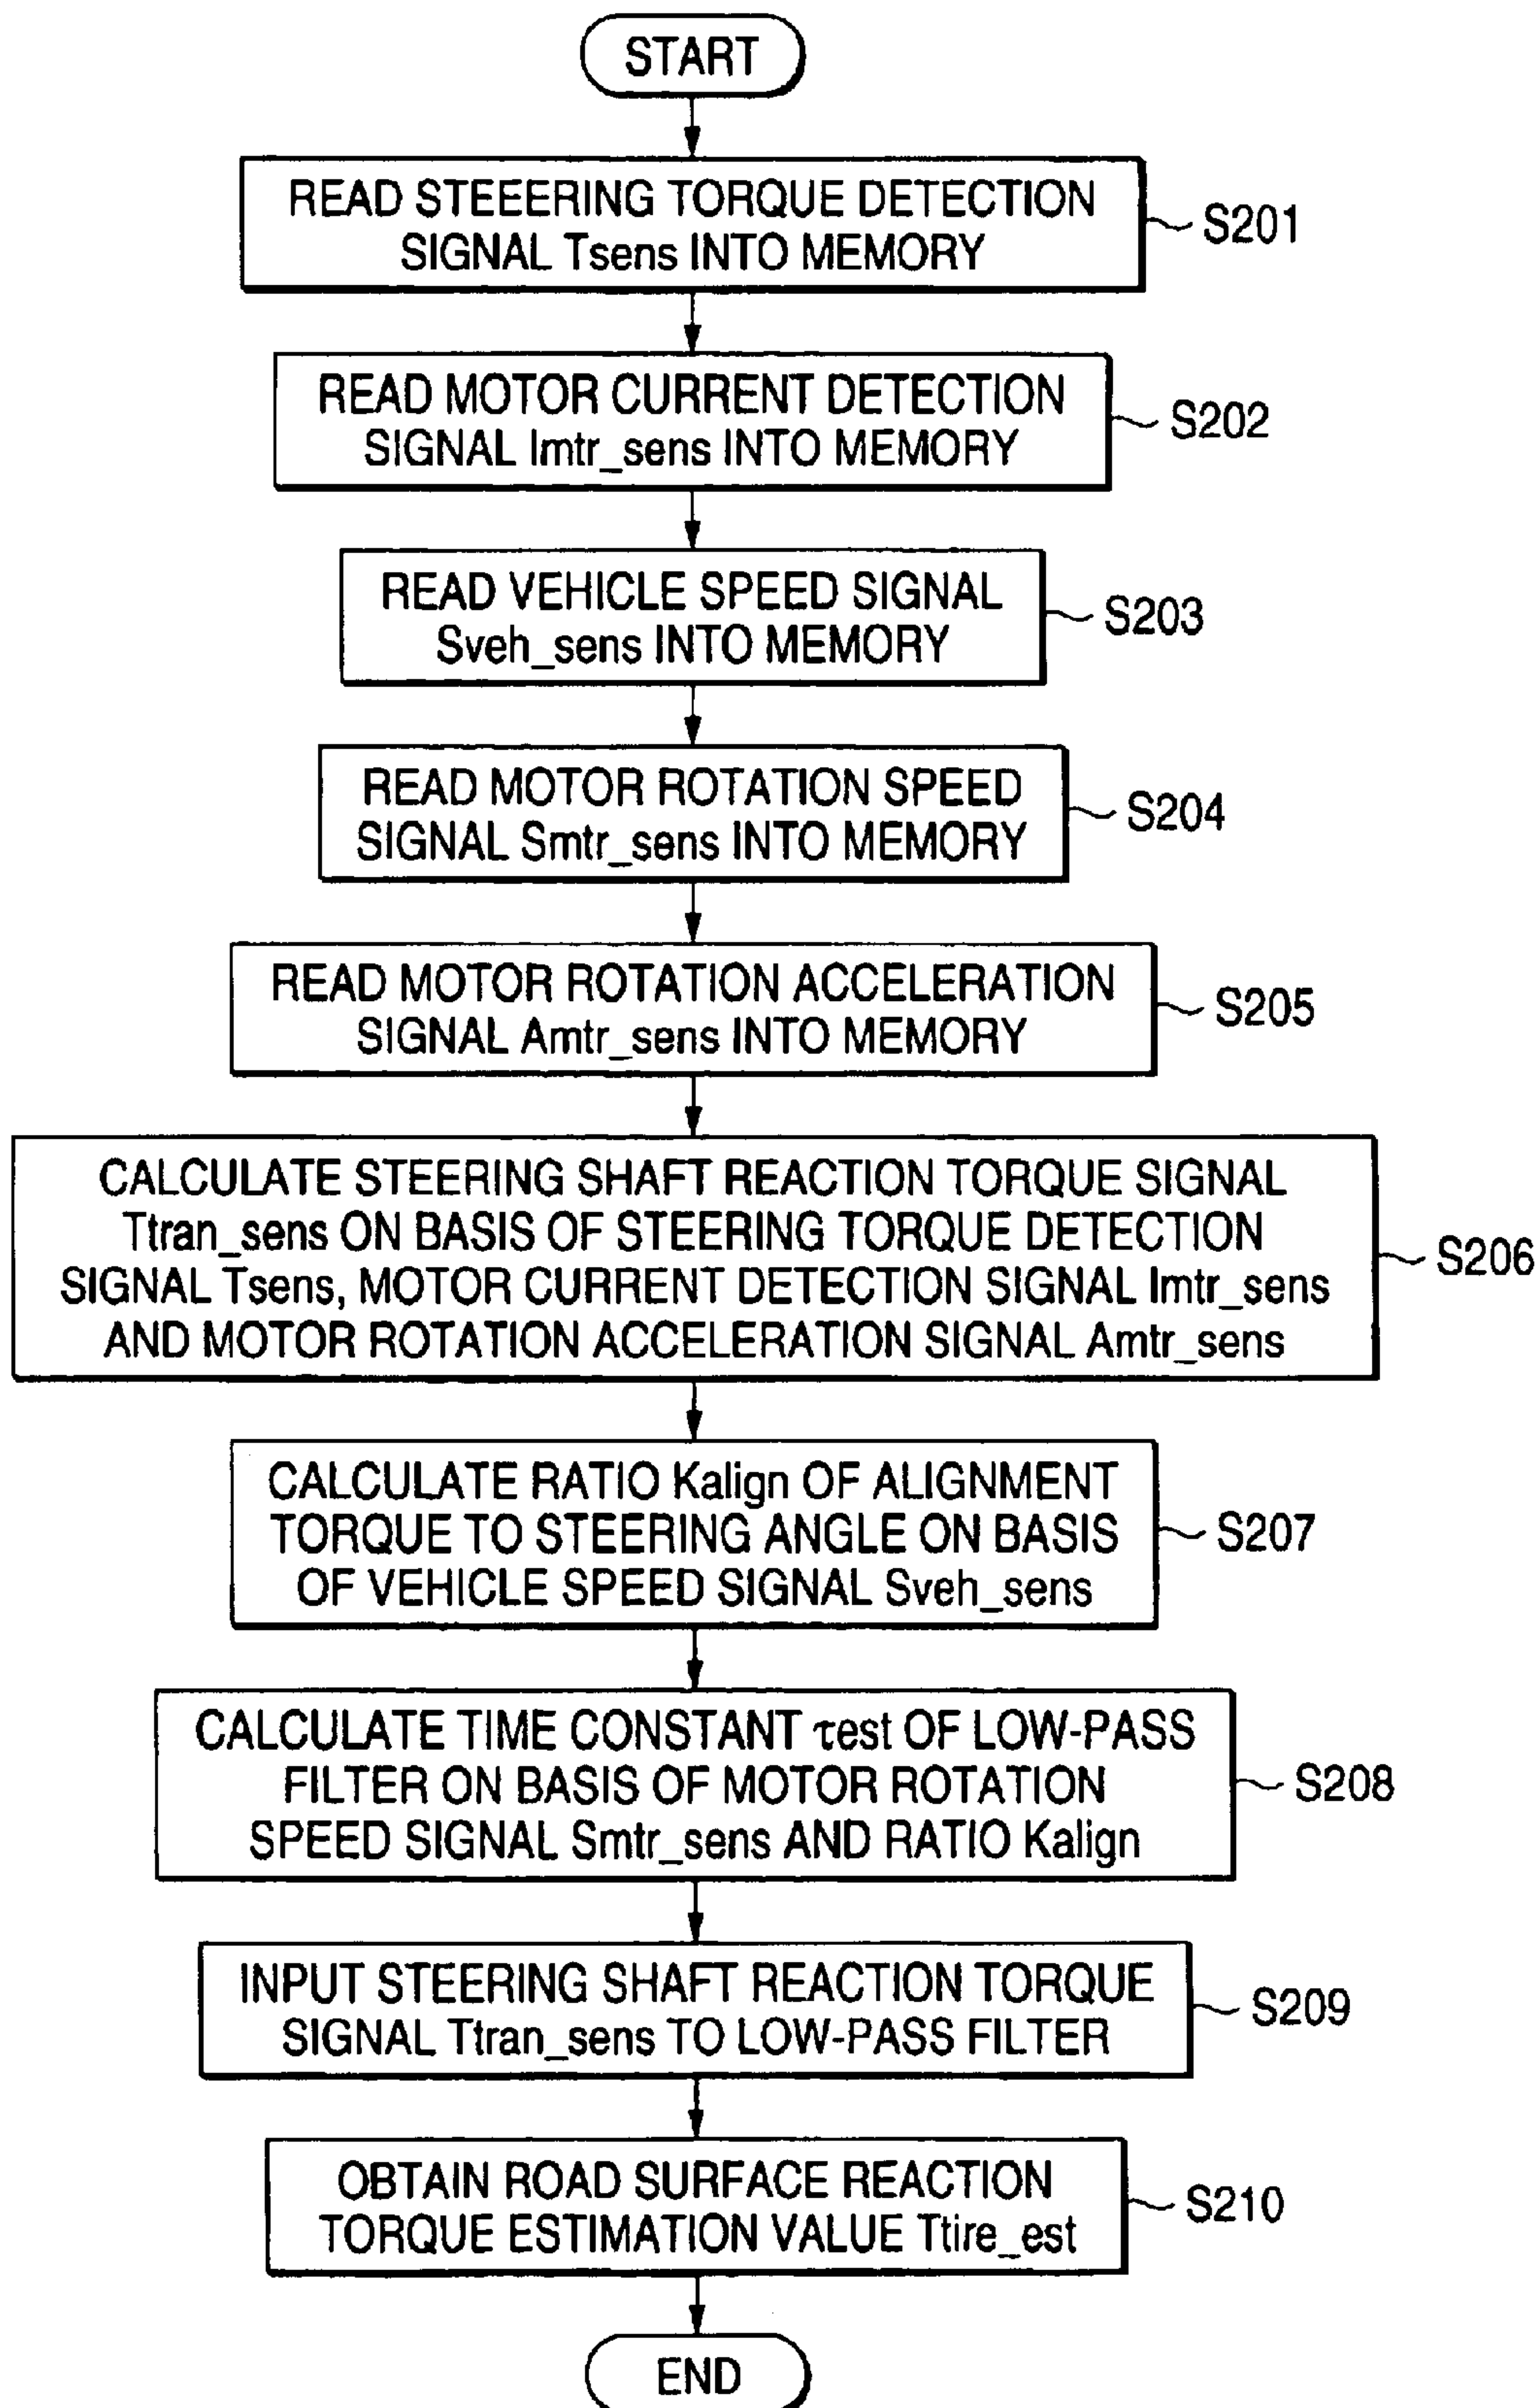 START
READ STEEERING TORQUE DETECTION
SIGNAL Tsens INTO MEMORY
S201
READ MOTOR CURRENT DETECTION
SIGNAL Imtr_sens INTO MEMORY
S202
READ VEHICLE SPEED SIGNAL
Sveh_sens INTO MEMORY
S203
READ MOTOR ROTATION SPEED
SIGNAL Smtr_sens INTO MEMORY
S204
READ MOTOR ROTATION ACCELERATION
SIGNAL Amtr_sens INTO MEMORY
S205
CALCULATE STEERING SHAFT REACTION TORQUE SIGNAL
Ttran_sens ON BASIS OF STEERING TORQUE DETECTION
SIGNAL Tsens, MOTOR CURRENT DETECTION SIGNAL Imtr_sens
AND MOTOR ROTATION ACCELERATION SIGNAL Amtr_sens
S206
CALCULATE RATIO Kalign OF ALIGNMENT
TORQUE TO STEERING ANGLE ON BASIS
OF VEHICLE SPEED SIGNAL Sveh_sens
S207
CALCULATE TIME CONSTANT τest OF LOW-PASS
FILTER ON BASIS OF MOTOR ROTATION
SPEED SIGNAL Smtr_sens AND RATIO Kalign
S208
INPUT STEERING SHAFT REACTION TORQUE
SIGNAL Ttran_sens TO LOW-PASS FILTER
S209
OBTAIN ROAD SURFACE REACTION
TORQUE ESTIMATION VALUE Ttire_est
S210
END